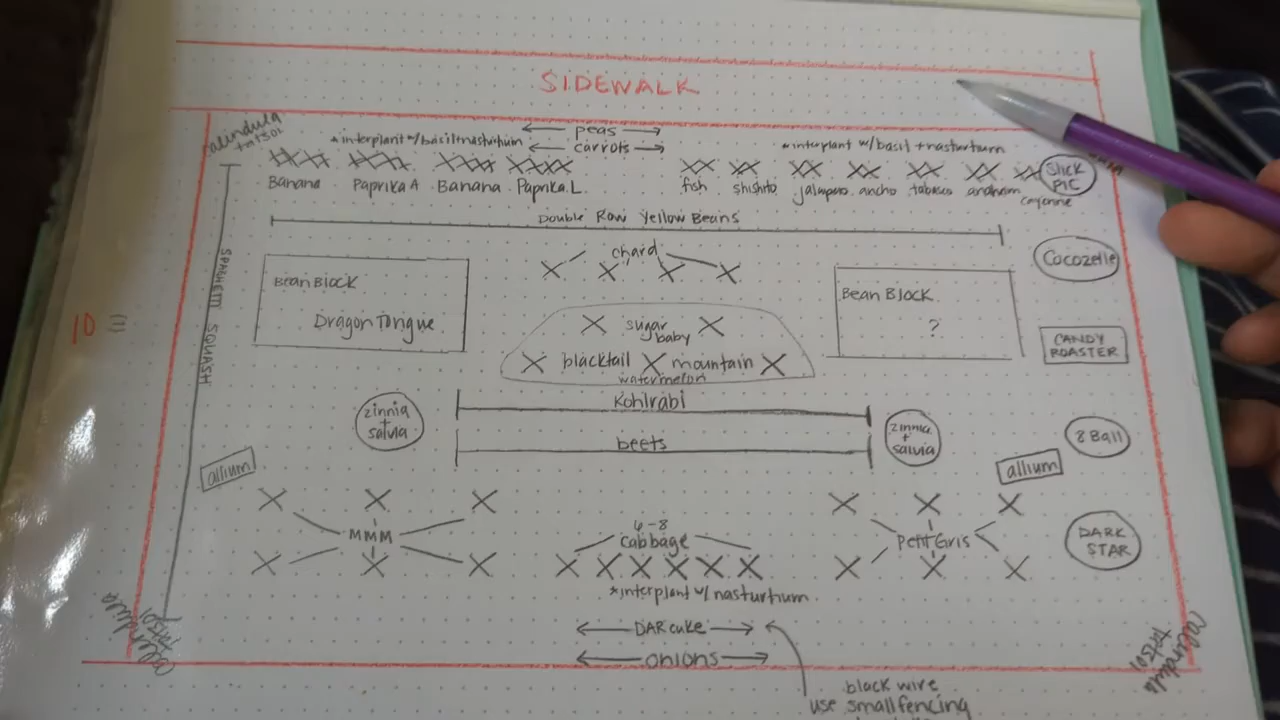 SIDEWALK
calindula
tatsoi
*interplant w/basil+nasturtium
peas
carrots
*interplant w/basil +nasturtum
Banana
Paprika A
Banana
Paprika L
fish
shishito
jalapeno
ancho
tabasco
anaheim
cayenne
SLICK
PIC
Double Row Yellow Beans
SPAGHETTI SQUASH
chard
Cocozelle
Bean Block
Dragon Tongue
Bean Block
?
sugar
baby
blacktail
mountain
watermelon
CANDY
ROASTER
10
(1)
Kohlrabi
zinnia
+
salvia
zinnia
+
salvia
beets
8 Ball
allium
allium
MMM
6-8
cabbage
Petit Gris
DARK
STAR
*interplant w/ nasturtium
calendula
calendula
tatsoi
DAR cuke
onions
calendula
tatsoi
black wire
use small fencing